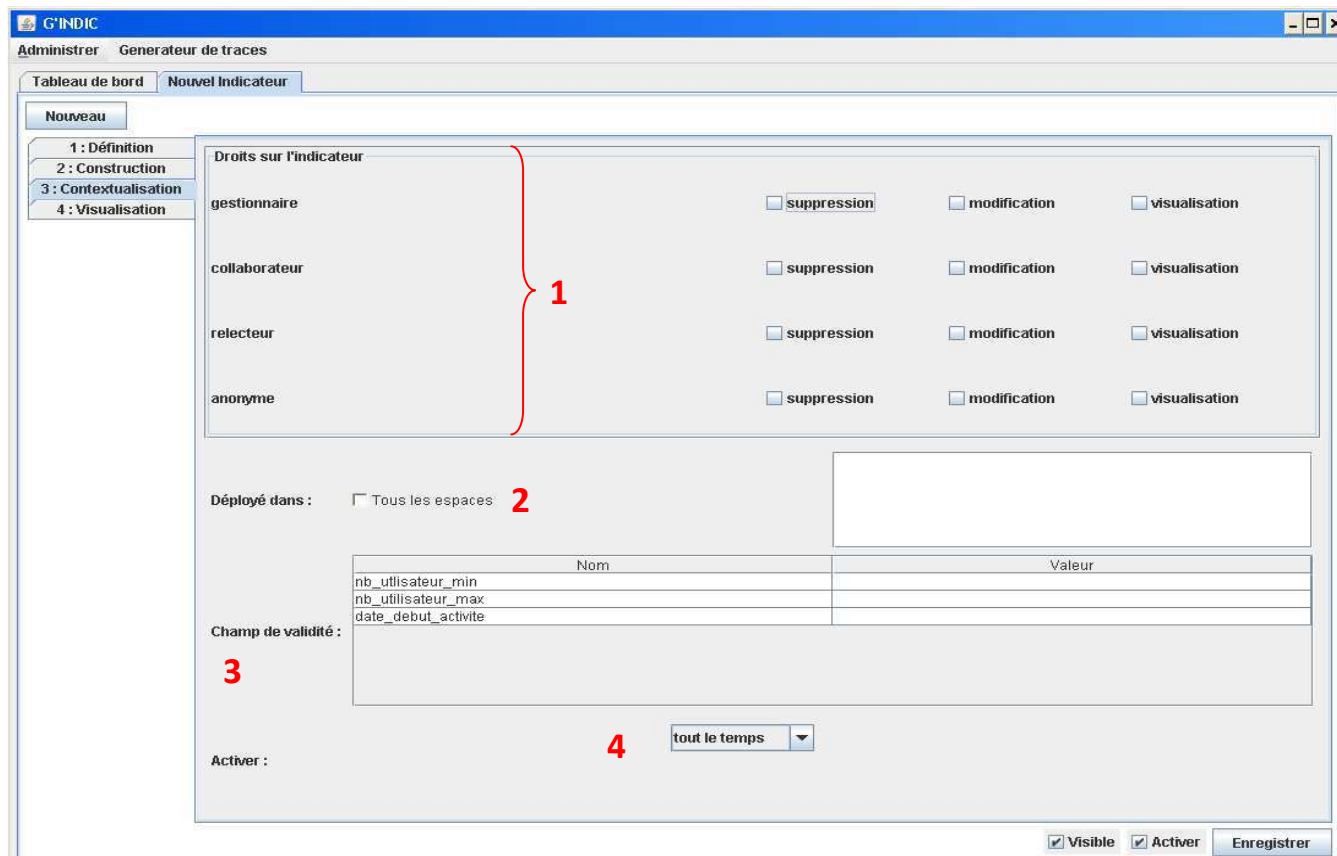 G'INDIC
Administrer Generateur de traces
Tableau de bord Nouvel Indicateur
Nouveau
1 : Définition
2 : Construction
3 : Contextualisation
4 : Visualisation
Droits sur l'indicateur
gestionnaire suppression modification visualisation
collaborateur suppression modification visualisation
1
relecteur suppression modification visualisation
anonyme suppression modification visualisation
Déployé dans : Tous les espaces 2
Nom Valeur
nb_utlisateur_min
nb_utilisateur_max
date_debut_activite
Champ de validité :
3
4 tout le temps
Activer :
Visible Activer Enregistrer